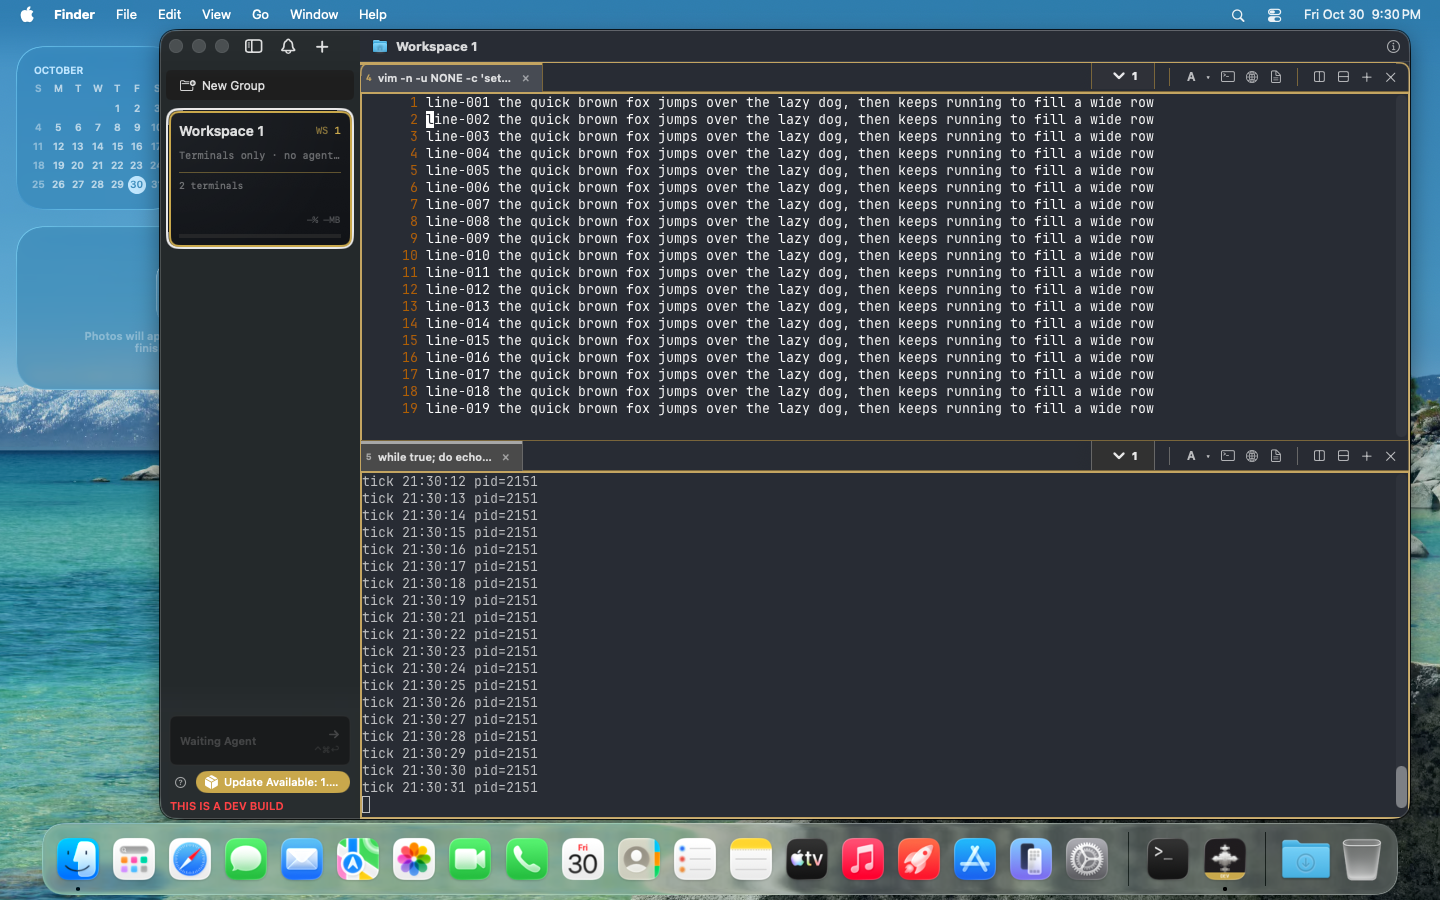 Finder File Edit View Go Window Help
Fri Oct 30 9:30 PM
OCTOBER
S M T W T F S
1 2 3
4 5 6 7 8 9
11 12 13 14 15 16
18 19 20 21 22 23
25 26 27 28 29 30
Photos will
New Group
Workspace 1 WS 1
Terminals only · no agent…
2 terminals
—% —MB
Waiting Agent
Update Available: 1....
THIS IS A DEV BUILD
Workspace 1
4 vim -n -u NONE -c 'set...
1
A
1 line-001 the quick brown fox jumps over the lazy dog, then keeps running to fill a wide row
2 line-002 the quick brown fox jumps over the lazy dog, then keeps running to fill a wide row
3 line-003 the quick brown fox jumps over the lazy dog, then keeps running to fill a wide row
4 line-004 the quick brown fox jumps over the lazy dog, then keeps running to fill a wide row
5 line-005 the quick brown fox jumps over the lazy dog, then keeps running to fill a wide row
6 line-006 the quick brown fox jumps over the lazy dog, then keeps running to fill a wide row
7 line-007 the quick brown fox jumps over the lazy dog, then keeps running to fill a wide row
8 line-008 the quick brown fox jumps over the lazy dog, then keeps running to fill a wide row
9 line-009 the quick brown fox jumps over the lazy dog, then keeps running to fill a wide row
10 line-010 the quick brown fox jumps over the lazy dog, then keeps running to fill a wide row
11 line-011 the quick brown fox jumps over the lazy dog, then keeps running to fill a wide row
12 line-012 the quick brown fox jumps over the lazy dog, then keeps running to fill a wide row
13 line-013 the quick brown fox jumps over the lazy dog, then keeps running to fill a wide row
14 line-014 the quick brown fox jumps over the lazy dog, then keeps running to fill a wide row
15 line-015 the quick brown fox jumps over the lazy dog, then keeps running to fill a wide row
16 line-016 the quick brown fox jumps over the lazy dog, then keeps running to fill a wide row
17 line-017 the quick brown fox jumps over the lazy dog, then keeps running to fill a wide row
18 line-018 the quick brown fox jumps over the lazy dog, then keeps running to fill a wide row
19 line-019 the quick brown fox jumps over the lazy dog, then keeps running to fill a wide row
5 while true; do echo...
1
A
tick 21:30:12 pid=2151
tick 21:30:13 pid=2151
tick 21:30:14 pid=2151
tick 21:30:15 pid=2151
tick 21:30:16 pid=2151
tick 21:30:17 pid=2151
tick 21:30:18 pid=2151
tick 21:30:19 pid=2151
tick 21:30:21 pid=2151
tick 21:30:22 pid=2151
tick 21:30:23 pid=2151
tick 21:30:24 pid=2151
tick 21:30:25 pid=2151
tick 21:30:26 pid=2151
tick 21:30:27 pid=2151
tick 21:30:28 pid=2151
tick 21:30:29 pid=2151
tick 21:30:30 pid=2151
tick 21:30:31 pid=2151
Fri
30
tv
DEV